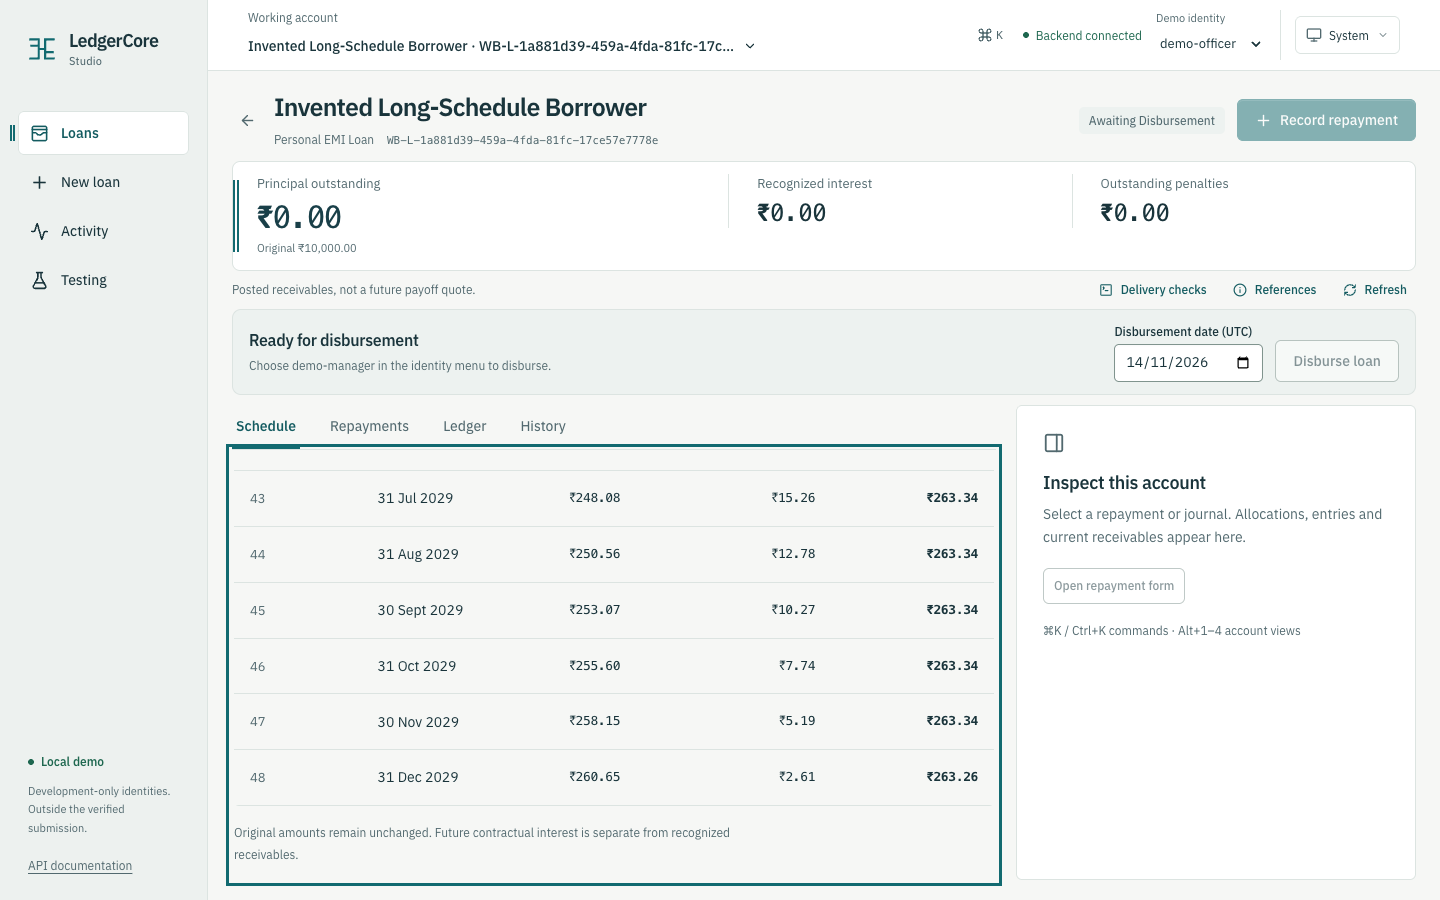 LedgerCore
Studio
Loans
New loan
Activity
Testing
Local demo
Development-only identities.
Outside the verified
submission.
API documentation
Working account
Invented Long-Schedule Borrower · WB-L-1a881d39-459a-4fda-81fc-17c...
⌘ K
Backend connected
Demo identity
demo-officer
System
Invented Long-Schedule Borrower
Personal EMI Loan WB-L-1a881d39-459a-4fda-81fc-17ce57e7778e
Awaiting Disbursement
Record repayment
Principal outstanding
₹0.00
Original ₹10,000.00
Recognized interest
₹0.00
Outstanding penalties
₹0.00
Posted receivables, not a future payoff quote.
Delivery checks
References
Refresh
Ready for disbursement
Choose demo-manager in the identity menu to disburse.
Disbursement date (UTC)
14/11/2026
Disburse loan
Schedule Repayments Ledger History
43 31 Jul 2029 ₹248.08 ₹15.26 ₹263.34
44 31 Aug 2029 ₹250.56 ₹12.78 ₹263.34
45 30 Sept 2029 ₹253.07 ₹10.27 ₹263.34
46 31 Oct 2029 ₹255.60 ₹7.74 ₹263.34
47 30 Nov 2029 ₹258.15 ₹5.19 ₹263.34
48 31 Dec 2029 ₹260.65 ₹2.61 ₹263.26
Original amounts remain unchanged. Future contractual interest is separate from recognized
receivables.
Inspect this account
Select a repayment or journal. Allocations, entries and
current receivables appear here.
Open repayment form
⌘K / Ctrl+K commands · Alt+1–4 account views